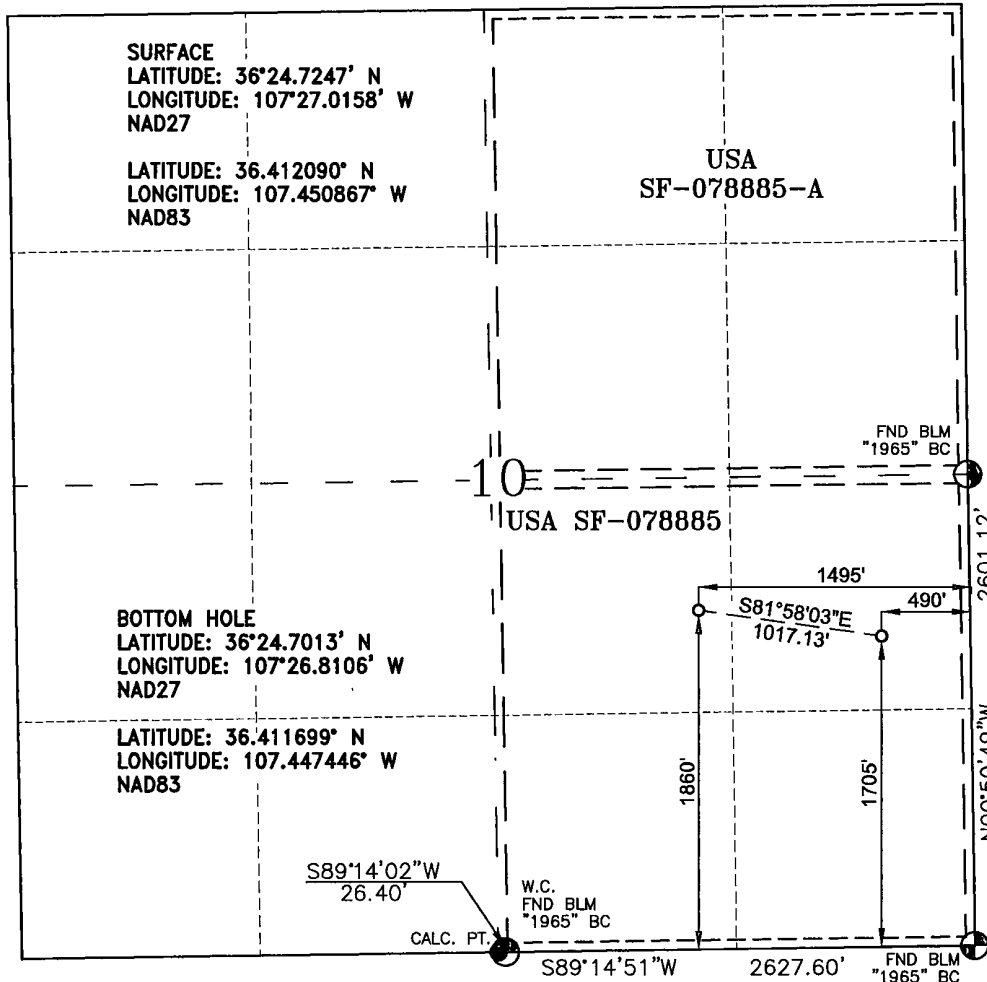 SURFACE
LATITUDE: 36°24.7247' N
LONGITUDE: 107°27.0158' W
NAD27
LATITUDE: 36.412090° N
LONGITUDE: 107.450867° W
NAD83
USA
SF-078885-A
FND BLM
"1965" BC
10
USA SF-078885
2601.12'
1495'
490'
S81°58'03"E
1017.13'
BOTTOM HOLE
LATITUDE: 36°24.7013' N
LONGITUDE: 107°26.8106' W
NAD27
LATITUDE: 36.411699° N
LONGITUDE: 107.447446° W
NAD83
1860'
1705'
S89°14'02"W
26.40'
W.C.
FND BLM
"1965" BC
CALC. PT.
S89°14'51"W
2627.60'
FND BLM
"1965" BC